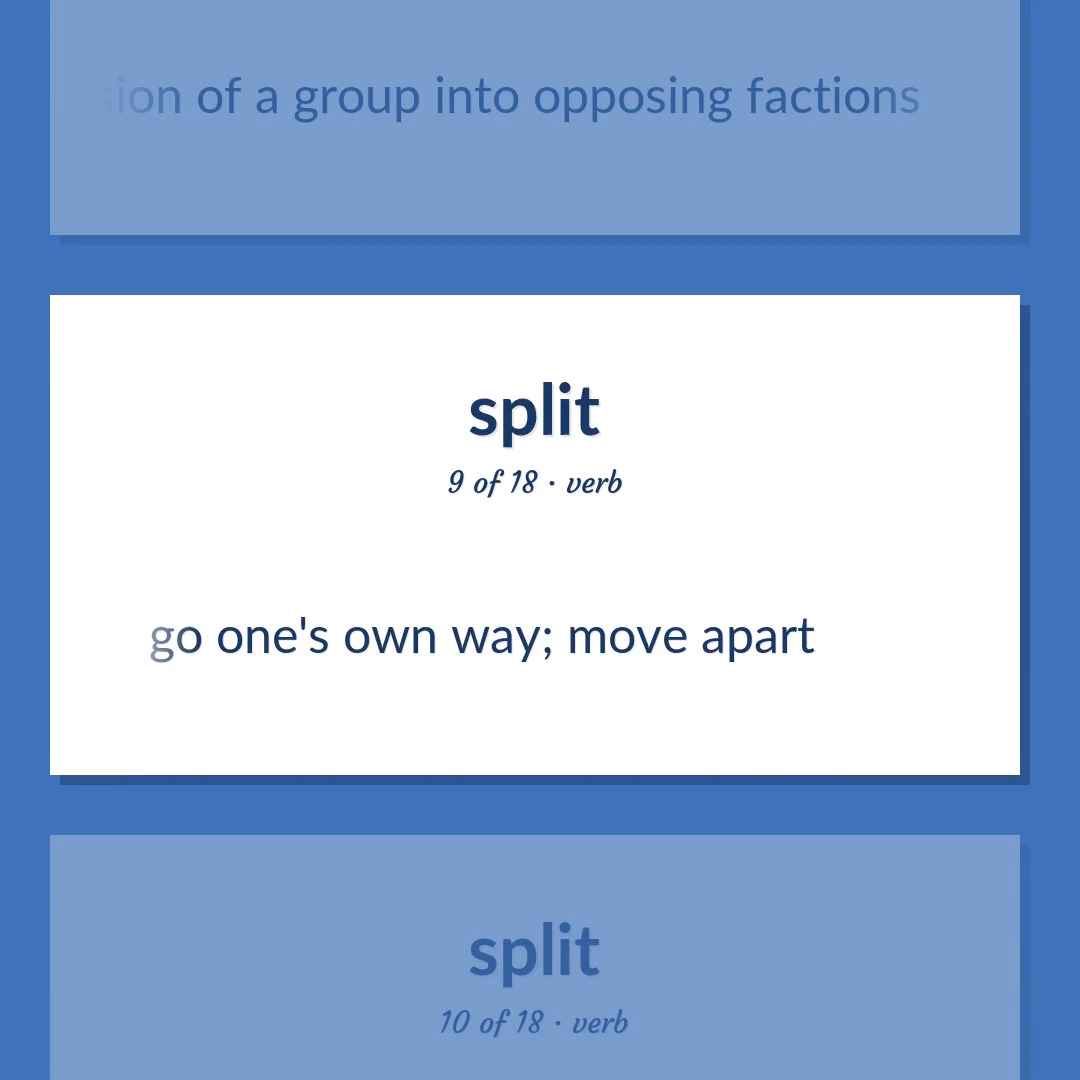 of a group into opposing factions
split
9 of 18 · verb
go one's own way; move apart
split
10 of 18 · verb